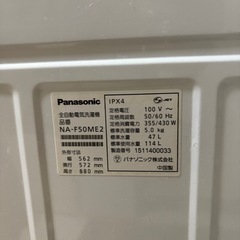 Panasonic
全自動電気洗濯機
NA-F50ME2
外形寸法
幅 562 mm
奥行 572 mm
高さ 880 mm
IPX4
JET
定格電圧 100 V～
定格周波数 50/60 Hz
定格消費電力 355/430 W
標準洗濯容量 5.0 kg
標準水量 47 L
標準使用水量 114 L
製造番号 1511400033
パナソニック株式会社
中国製